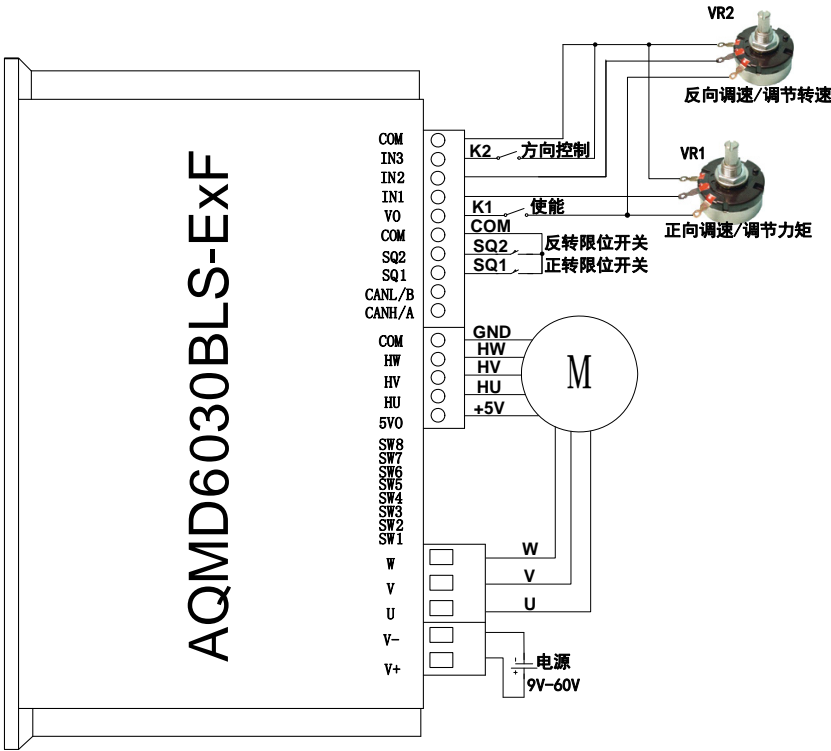 VR2
反向调速/调节转速
VR1
正向调速/调节力矩
AQMD6030BLS-ExF
COM
IN3
IN2
IN1
VO
COM
SQ2
SQ1
CANL/B
CANH/A
COM
HW
HV
HU
5VO
SW8
SW7
SW6
SW5
SW4
SW3
SW2
SW1
W
V
U
V-
V+
K2 方向控制
K1 使能
COM
SQ2 反转限位开关
SQ1 正转限位开关
GND
HW
HV
HU
+5V
M
W
V
U
电源
9V-60V